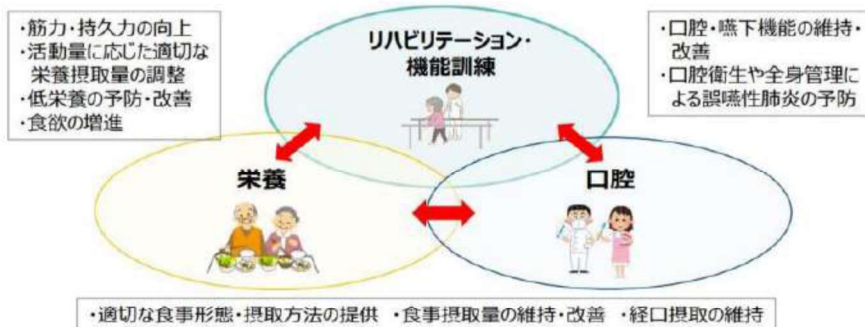 ・筋力・持久力の向上
・活動量に応じた適切な
栄養摂取量の調整
・低栄養の予防・改善
・食欲の増進
リハビリテーション・
機能訓練
・口腔・嚥下機能の維持・
改善
・口腔衛生や全身管理に
よる誤嚥性肺炎の予防
栄養
口腔
・適切な食事形態・摂取方法の提供 ・食事摂取量の維持・改善 ・経口摂取の維持